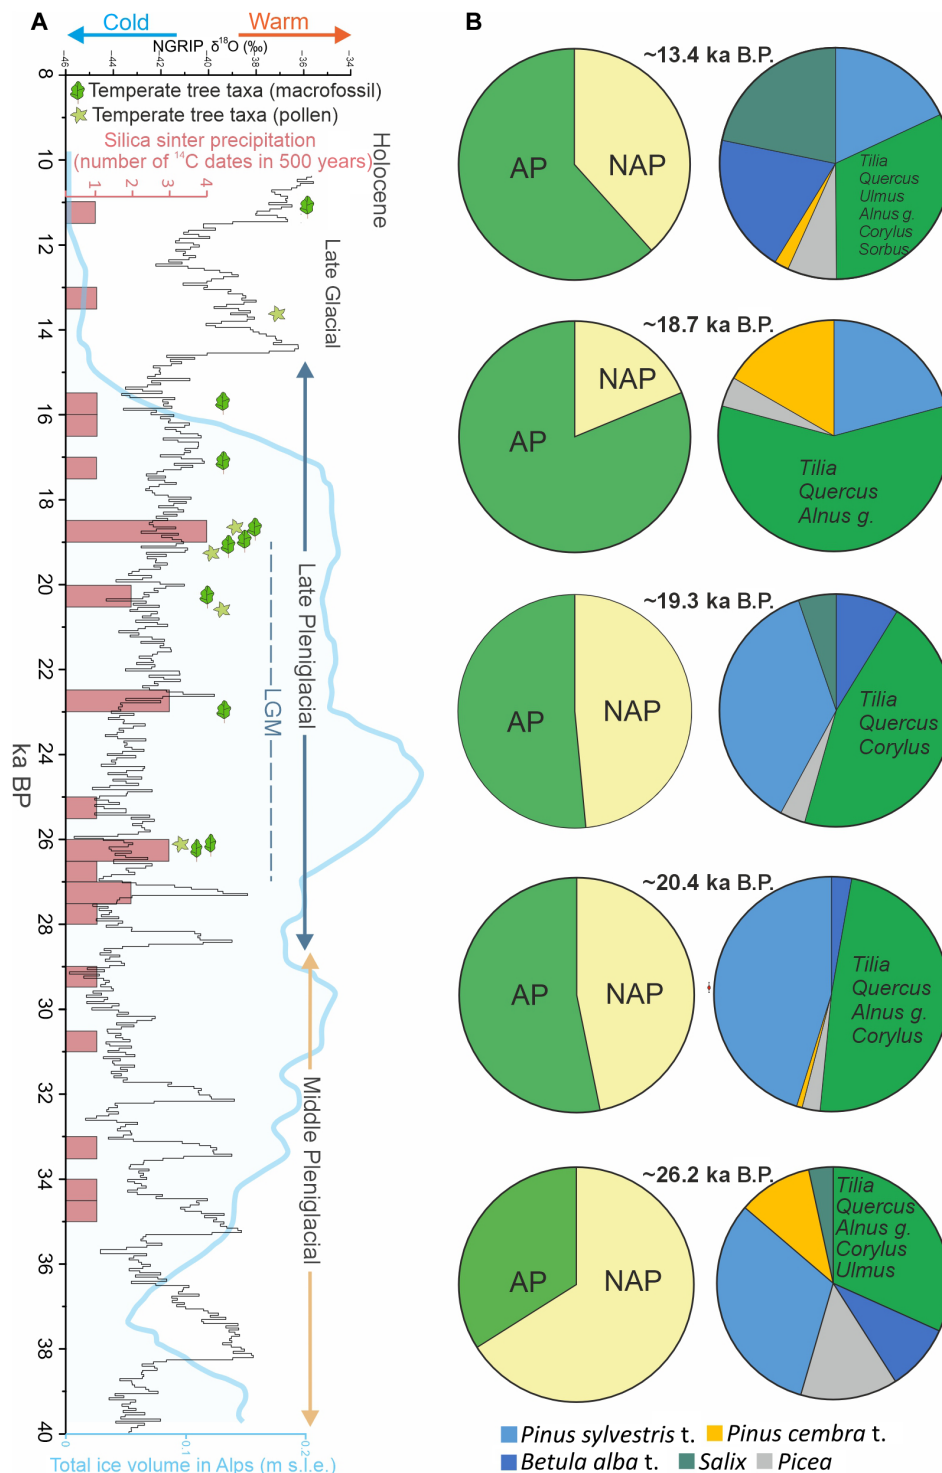 A
Cold
Warm
NGRIP δ18O (‰)
-46
-44
-42
-40
-38
-36
-34
Temperate tree taxa (macrofossil)
Temperate tree taxa (pollen)
Silica sinter precipitation
(number of 14C dates in 500 years)
1
2
3
4
8
10
12
14
16
18
20
22
24
26
28
30
32
34
36
38
40
ka BP
Holocene
Late Glacial
Late Pleniglacial
LGM
Middle Pleniglacial
0
0.1
0.2
Total ice volume in Alps (m s.l.e.)
B
~13.4 ka B.P.
AP
NAP
Tilia
Quercus
Ulmus
Alnus g.
Corylus
Sorbus
~18.7 ka B.P.
AP
NAP
Tilia
Quercus
Alnus g.
~19.3 ka B.P.
AP
NAP
Tilia
Quercus
Corylus
~20.4 ka B.P.
AP
NAP
Tilia
Quercus
Alnus g.
Corylus
~26.2 ka B.P.
AP
NAP
Tilia
Quercus
Alnus g.
Corylus
Ulmus
Pinus sylvestris t.
Pinus cembra t.
Betula alba t.
Salix
Picea